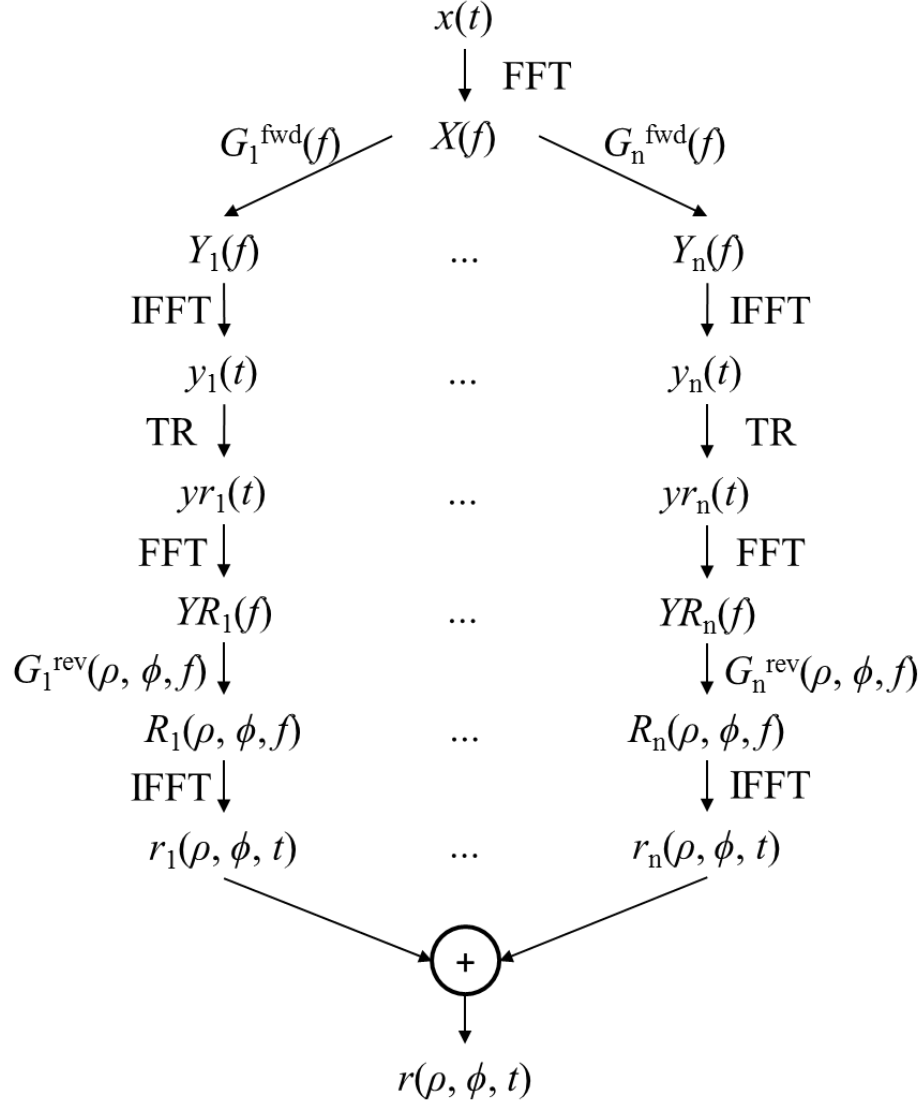 x(t)
FFT
G₁ᶠʷᵈ(f) X(f) Gₙᶠʷᵈ(f)
Y₁(f) ... Yₙ(f)
IFFT IFFT
y₁(t) ... yₙ(t)
TR TR
yr₁(t) ... yrₙ(t)
FFT FFT
YR₁(f) ... YRₙ(f)
G₁ʳᵉᵛ(ρ, ϕ, f) Gₙʳᵉᵛ(ρ, ϕ, f)
R₁(ρ, ϕ, f) ... Rₙ(ρ, ϕ, f)
IFFT IFFT
r₁(ρ, ϕ, t) ... rₙ(ρ, ϕ, t)
+
r(ρ, ϕ, t)